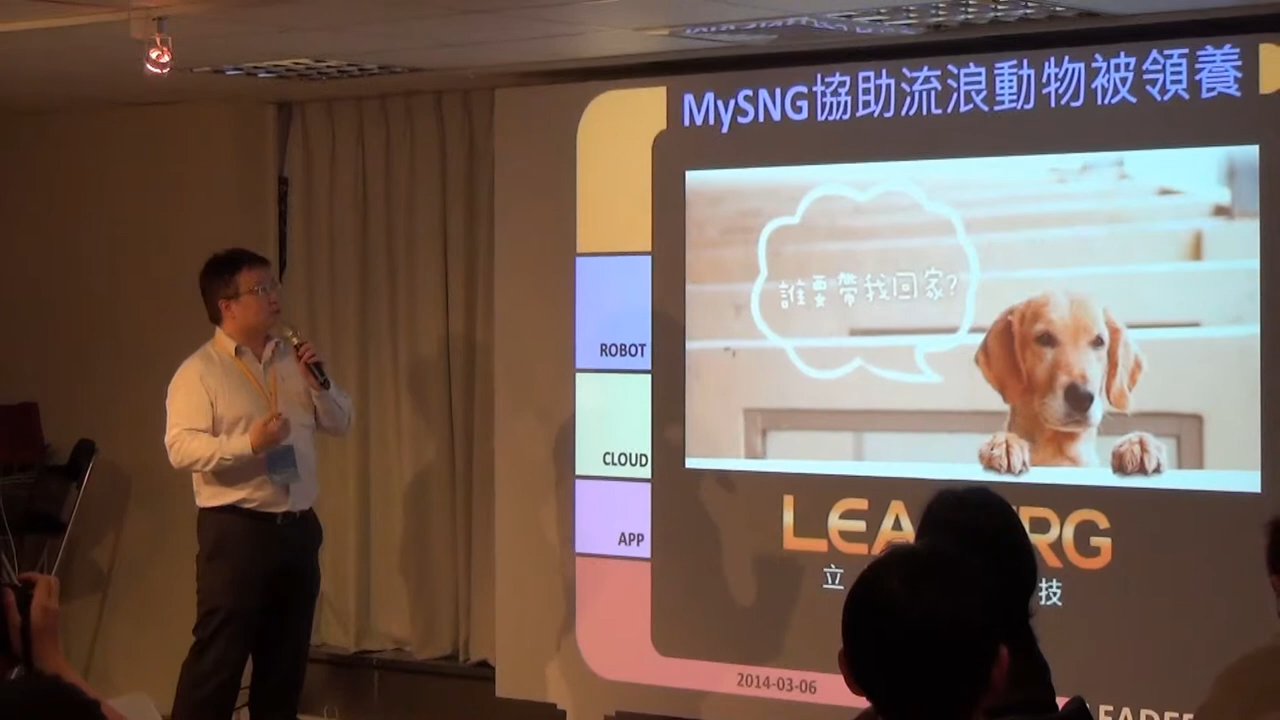 MySNG協助流浪動物被領養
誰要帶我回家?
ROBOT
CLOUD
APP
LEA RG
立 技
2014-03-06